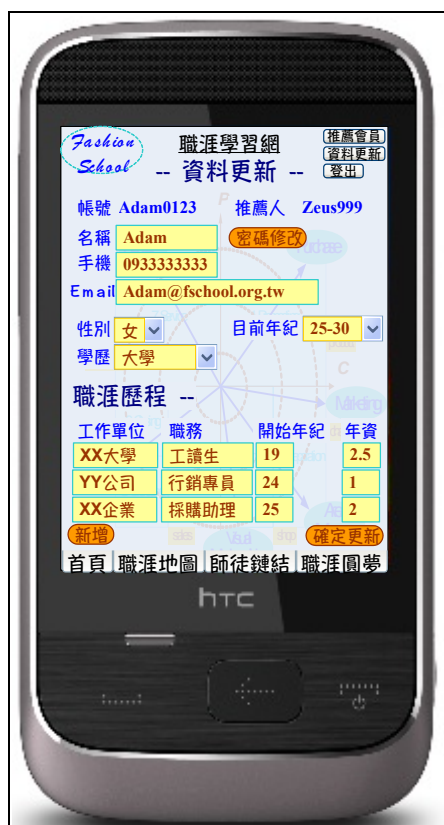 Fashion School
職涯學習網
推薦會員
資料更新
登出
-- 資料更新 --
帳號 Adam0123 推薦人 Zeus999
名稱 Adam 密碼修改
手機 0933333333
Email Adam@fschool.org.tw
性別 女 目前年紀 25-30
學歷 大學
職涯歷程 --
工作單位 職務 開始年紀 年資
XX大學 工讀生 19 2.5
YY公司 行銷專員 24 1
XX企業 採購助理 25 2
新增 確定更新
首頁 職涯地圖 師徒鏈結 職涯圓夢
hTC